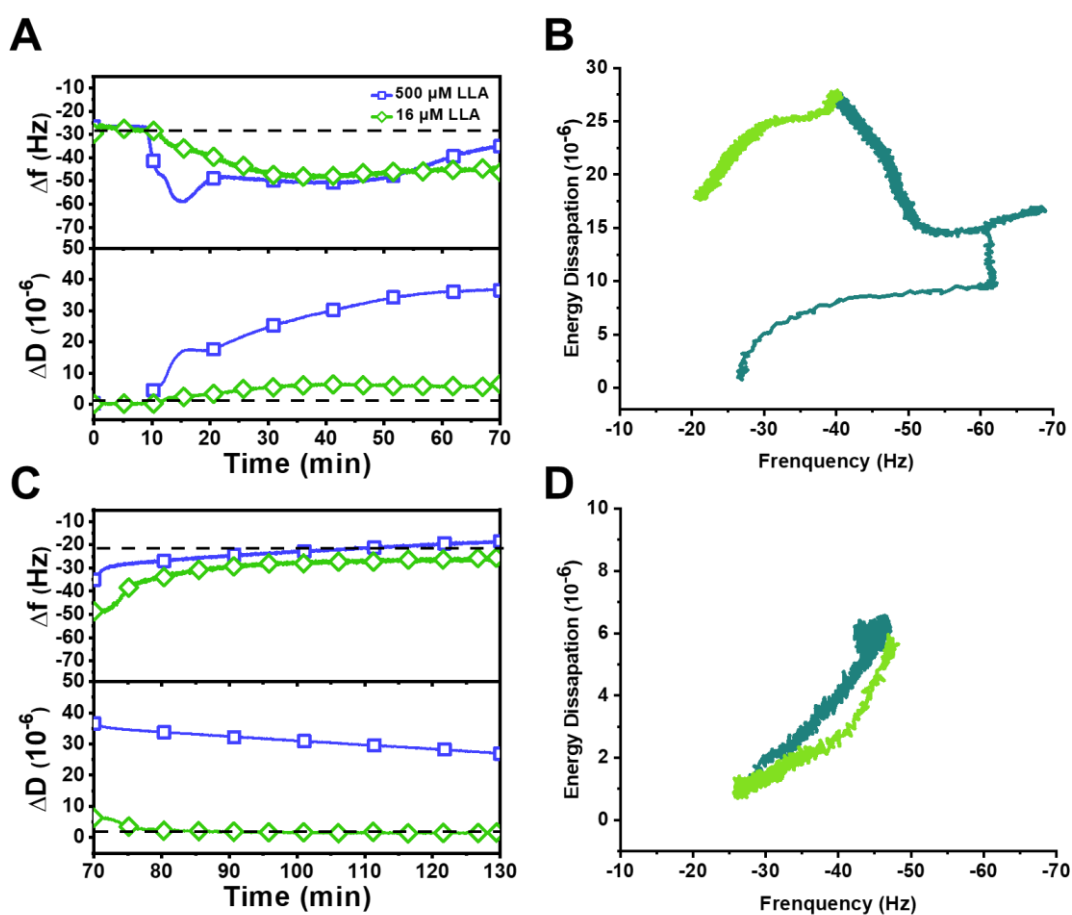 A
-10
-20
-30
-40
-50
-60
-70
Δf (Hz)
500 µM LLA
16 µM LLA
50
40
30
20
10
0
ΔD (10-6)
0 10 20 30 40 50 60 70
Time (min)
B
30
25
20
15
10
5
0
Energy Dissapation (10-6)
-10 -20 -30 -40 -50 -60 -70
Frenquency (Hz)
C
-10
-20
-30
-40
-50
-60
-70
Δf (Hz)
50
40
30
20
10
0
ΔD (10-6)
70 80 90 100 110 120 130
Time (min)
D
10
8
6
4
2
0
Energy Dissapation (10-6)
-10 -20 -30 -40 -50 -60 -70
Frenquency (Hz)